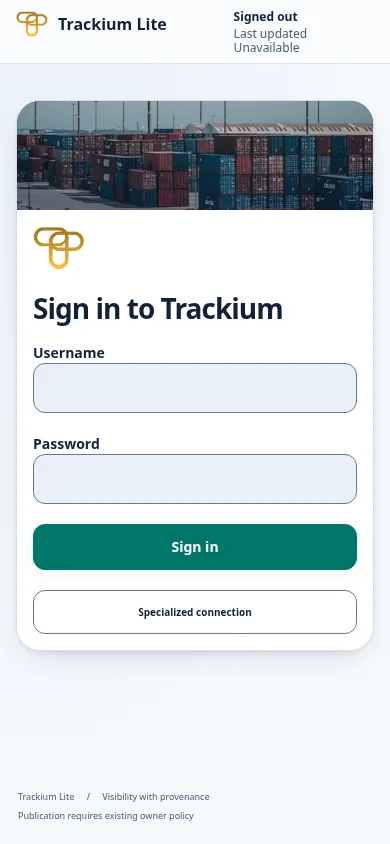 Trackium Lite
Signed out
Last updated
Unavailable
Sign in to Trackium
Username
Password
Sign in
Specialized connection
Trackium Lite / Visibility with provenance
Publication requires existing owner policy